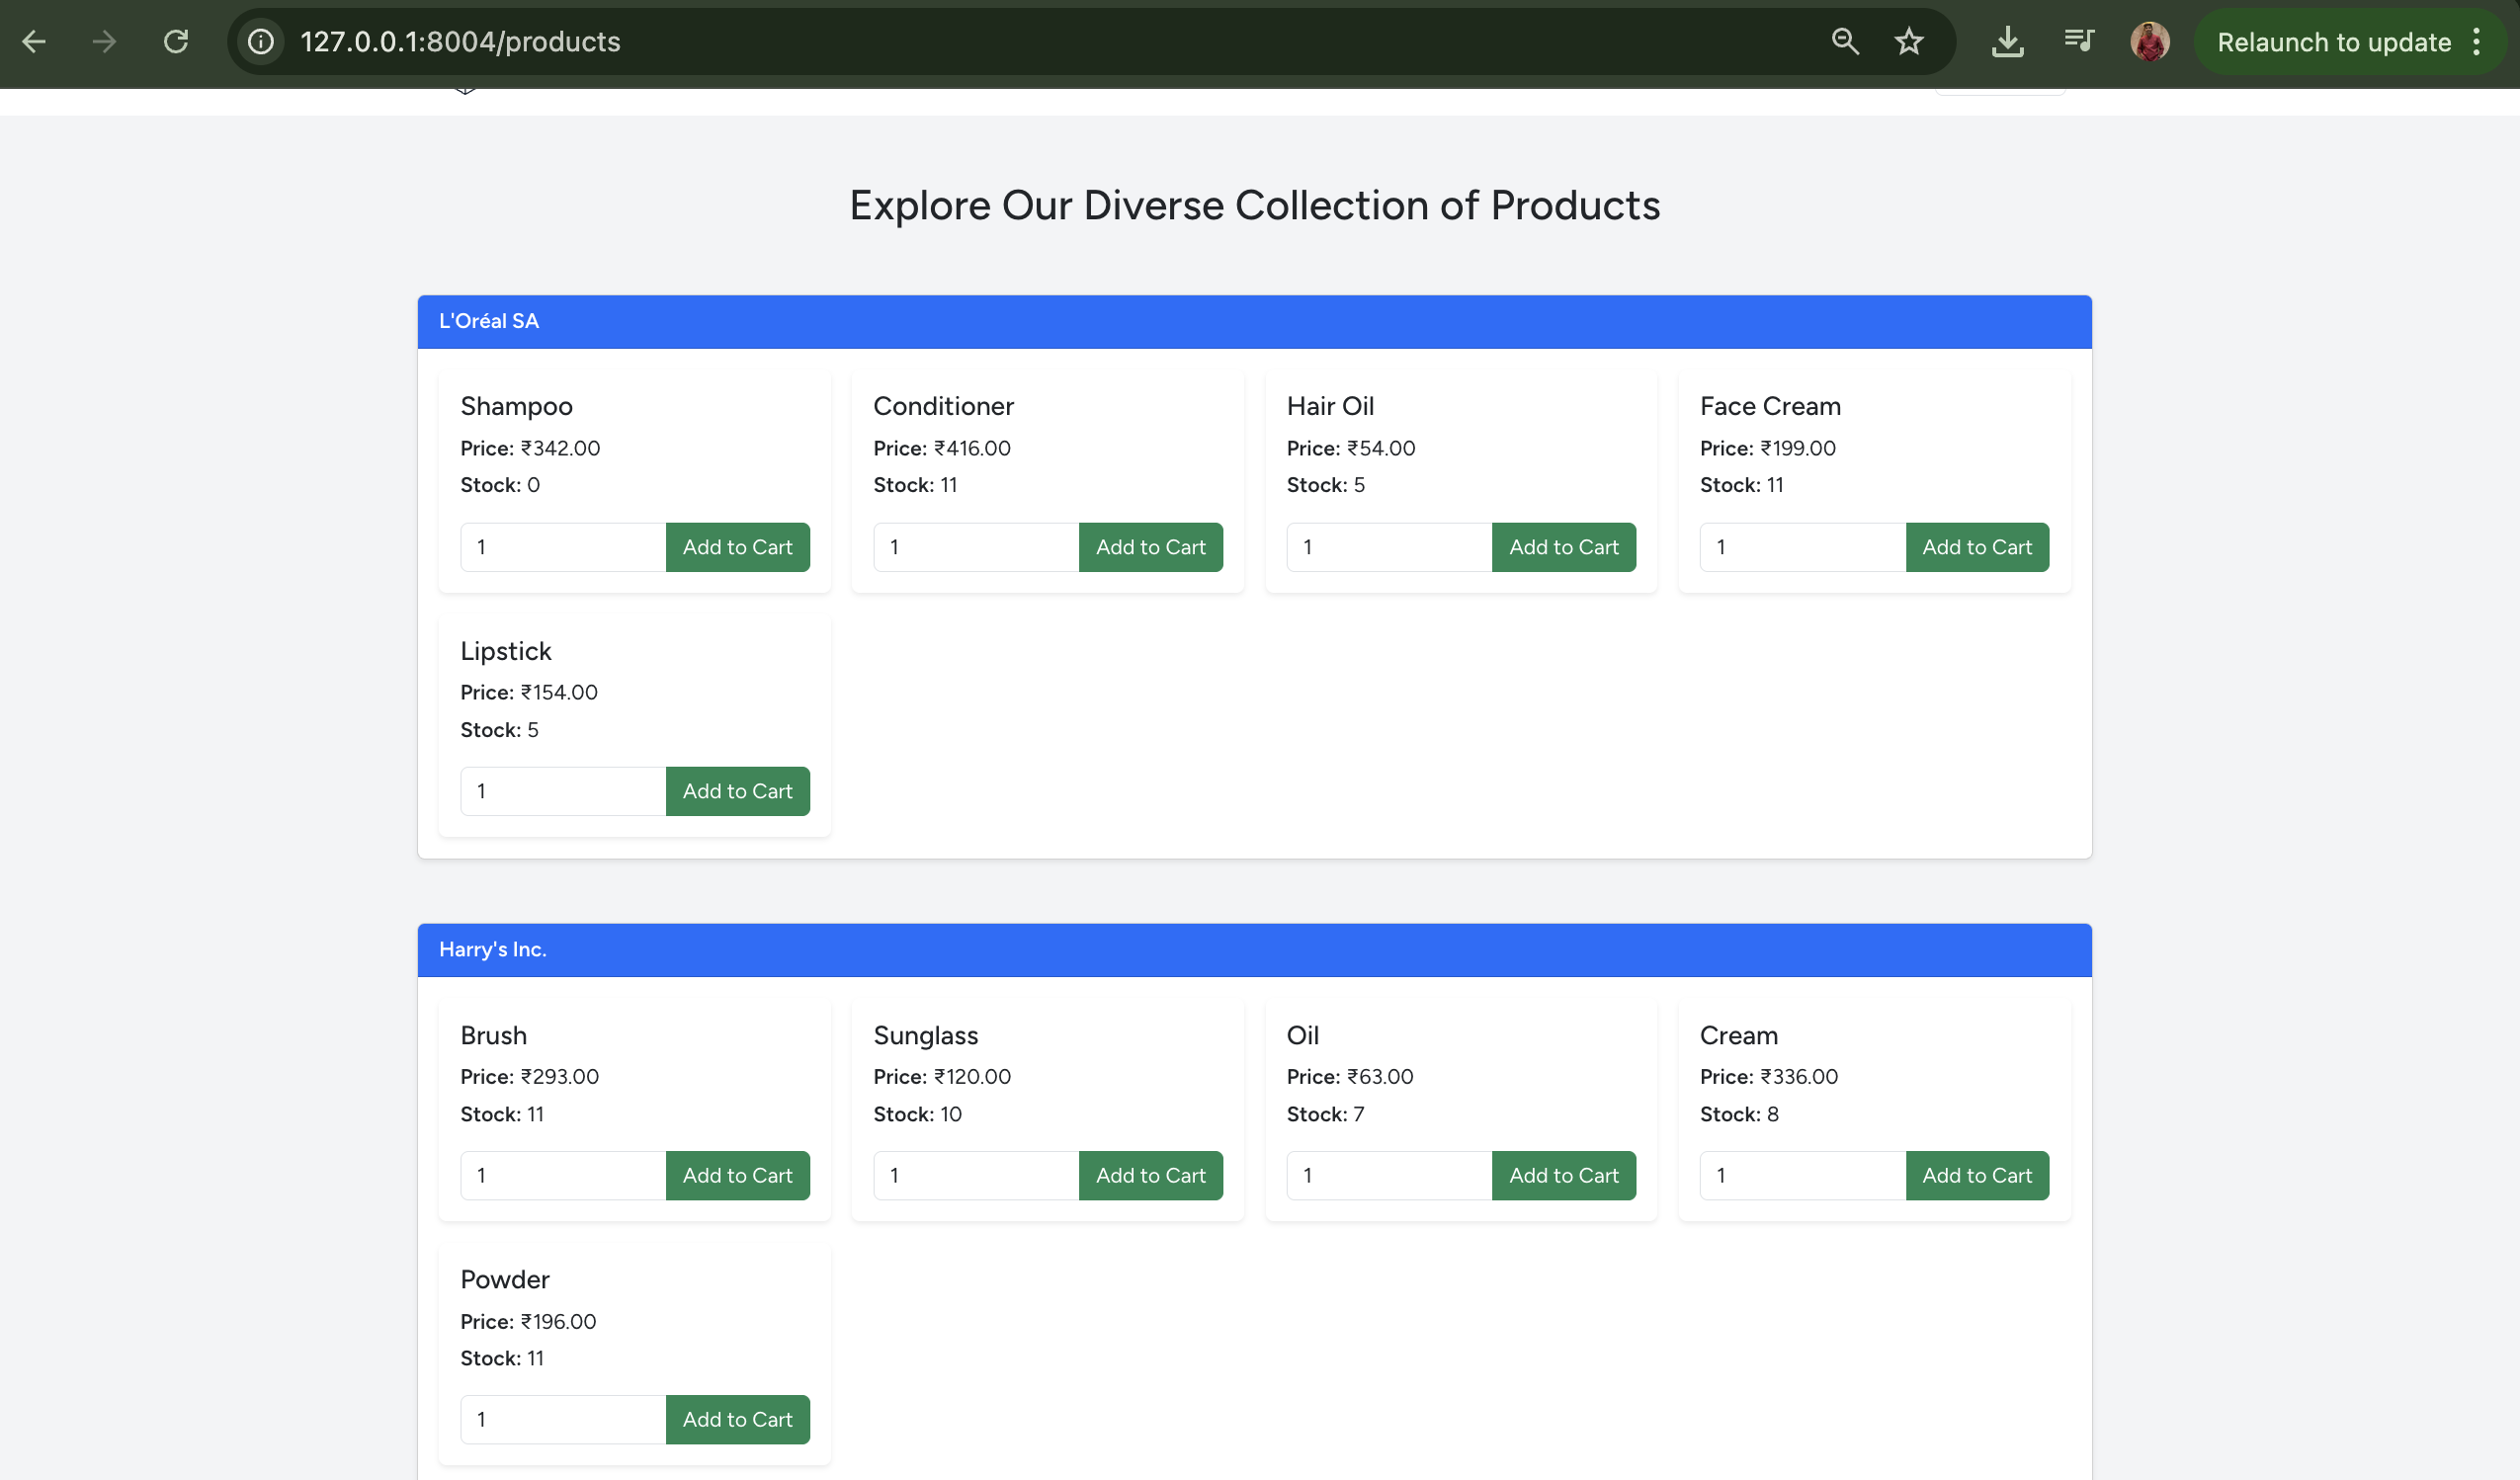 127.0.0.1:8004/products
Relaunch to update
Explore Our Diverse Collection of Products
L'Oréal SA
Shampoo
Price: ₹342.00
Stock: 0
1 Add to Cart
Conditioner
Price: ₹416.00
Stock: 11
1 Add to Cart
Hair Oil
Price: ₹54.00
Stock: 5
1 Add to Cart
Face Cream
Price: ₹199.00
Stock: 11
1 Add to Cart
Lipstick
Price: ₹154.00
Stock: 5
1 Add to Cart
Harry's Inc.
Brush
Price: ₹293.00
Stock: 11
1 Add to Cart
Sunglass
Price: ₹120.00
Stock: 10
1 Add to Cart
Oil
Price: ₹63.00
Stock: 7
1 Add to Cart
Cream
Price: ₹336.00
Stock: 8
1 Add to Cart
Powder
Price: ₹196.00
Stock: 11
1 Add to Cart